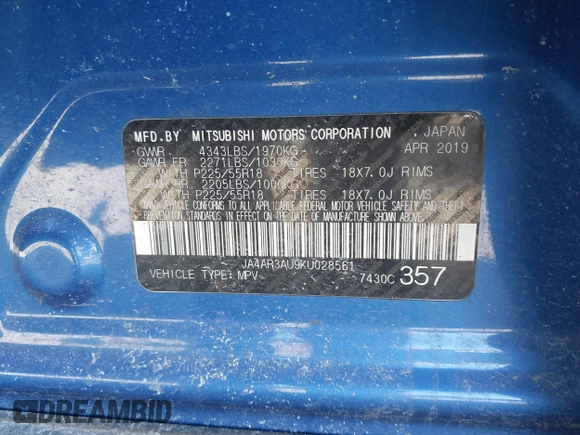 MFD.BY MITSUBISHI MOTORS CORPORATION JAPAN
GVWR 4343LBS/1970KG APR 2019
GAWR FR 2271LBS/1030KG
WITH P225/55R18 TIRES 18X7.0J RIMS
GAWR RR 2205LBS/1000KG
WITH P225/55R18 TIRES 18X7.0J RIMS
THIS VEHICLE CONFORMS TO ALL APPLICABLE FEDERAL MOTOR VEHICLE SAFETY
STANDARDS IN EFFECT ON THE DATE OF MANUFACTURE SHOWN ABOVE.
JA4AR3AU9KU028561
VEHICLE TYPE: MPV 7430C 357
DREAMBID